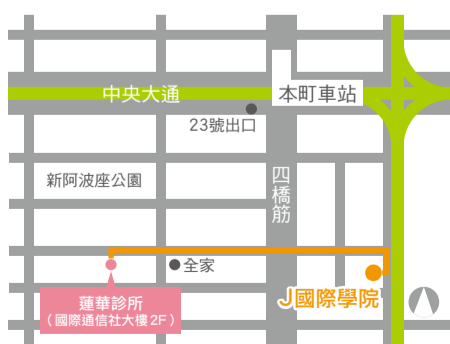 中央大通
本町車站
23號出口
新阿波座公園
四橋筋
全家
J國際學院
蓮華診所
（國際通信社大樓2F）